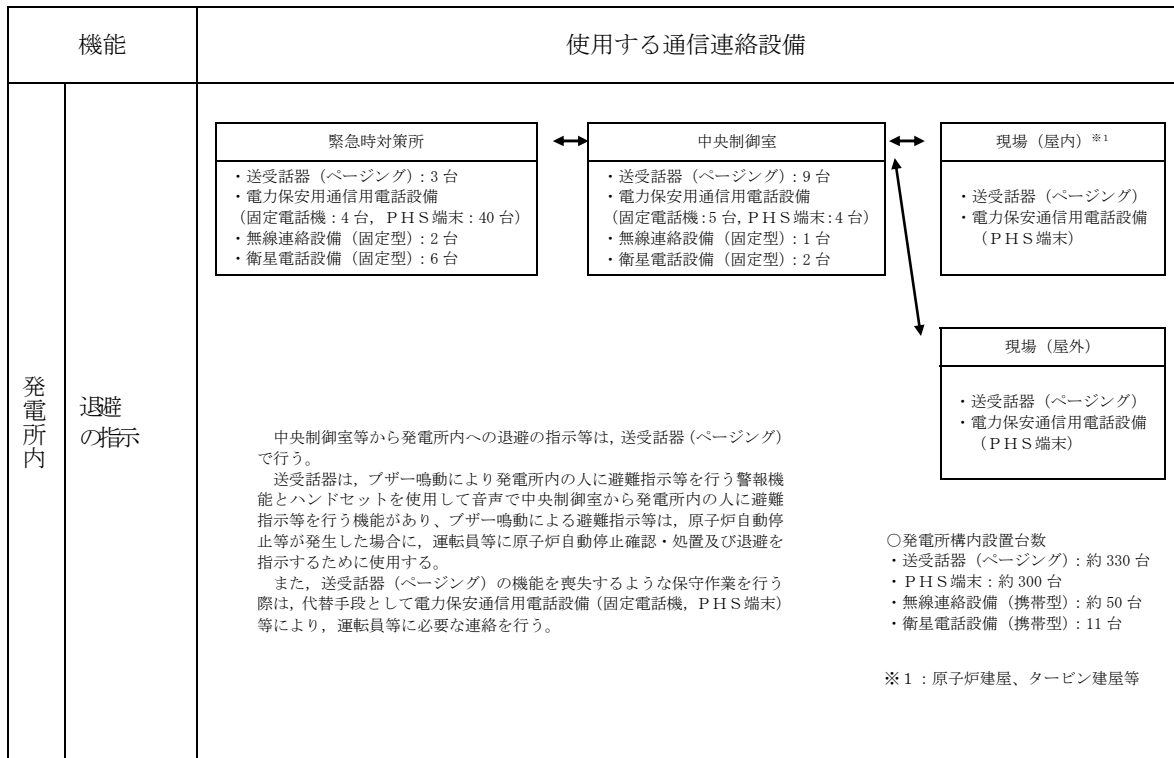 機能
使用する通信連絡設備
発電所内
退避
の指示
緊急時対策所
・送受話器（ページング）：3台
・電力保安用通信用電話設備
（固定電話機：4台，ＰＨＳ端末：40台）
・無線連絡設備（固定型）：2台
・衛星電話設備（固定型）：6台
中央制御室
・送受話器（ページング）：9台
・電力保安用通信用電話設備
（固定電話機：5台，ＰＨＳ端末：4台）
・無線連絡設備（固定型）：1台
・衛星電話設備（固定型）：2台
現場（屋内）※1
・送受話器（ページング）
・電力保安通信用電話設備
（ＰＨＳ端末）
現場（屋外）
・送受話器（ページング）
・電力保安通信用電話設備
（ＰＨＳ端末）
中央制御室等から発電所内への退避の指示等は，送受話器（ページング）
で行う。
送受話器は，ブザー鳴動により発電所内の人に避難指示等を行う警報機
能とハンドセットを使用して音声で中央制御室から発電所内の人に避難
指示等を行う機能があり、ブザー鳴動による避難指示等は，原子炉自動停
止等が発生した場合に，運転員等に原子炉自動停止確認・処置及び退避を
指示するために使用する。
また，送受話器（ページング）の機能を喪失するような保守作業を行う
際は，代替手段として電力保安通信用電話設備（固定電話機，ＰＨＳ端末）
等により，運転員等に必要な連絡を行う。
○発電所構内設置台数
・送受話器（ページング）：約330台
・ＰＨＳ端末：約300台
・無線連絡設備（携帯型）：約50台
・衛星電話設備（携帯型）：11台
※１：原子炉建屋、タービン建屋等